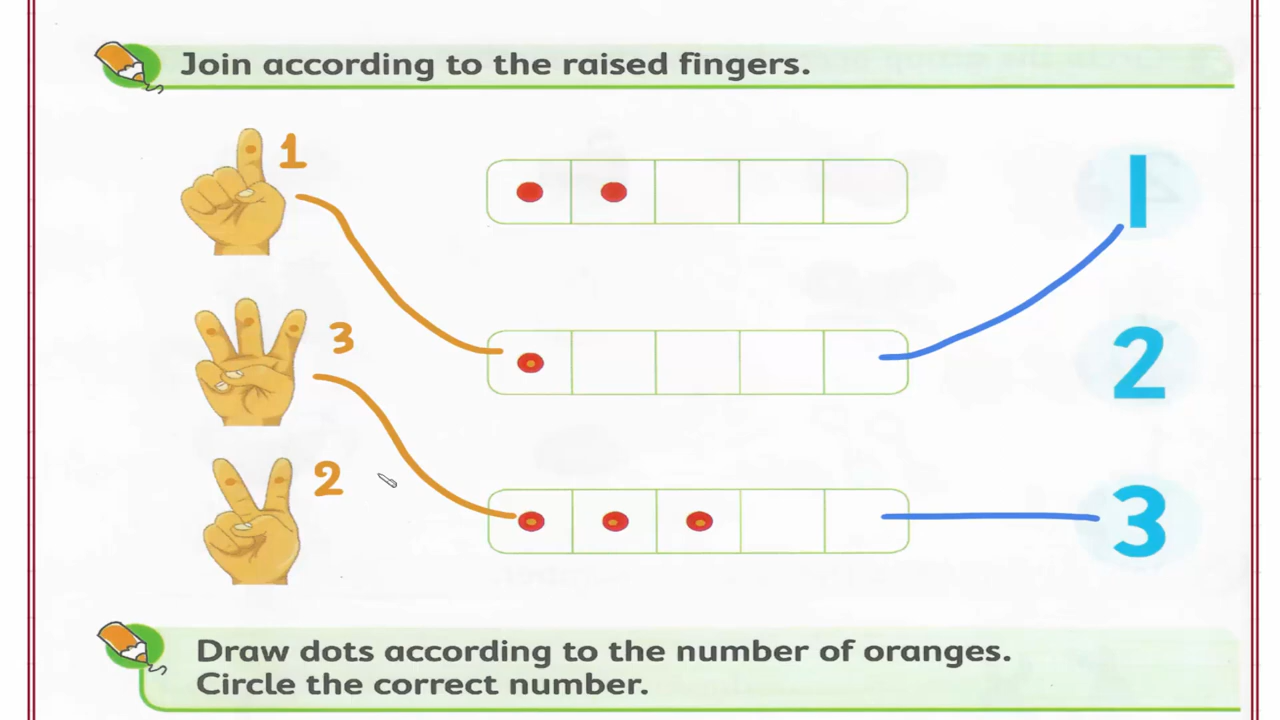 Join according to the raised fingers.
1
1
3
2
2
3
Draw dots according to the number of oranges.
Circle the correct number.